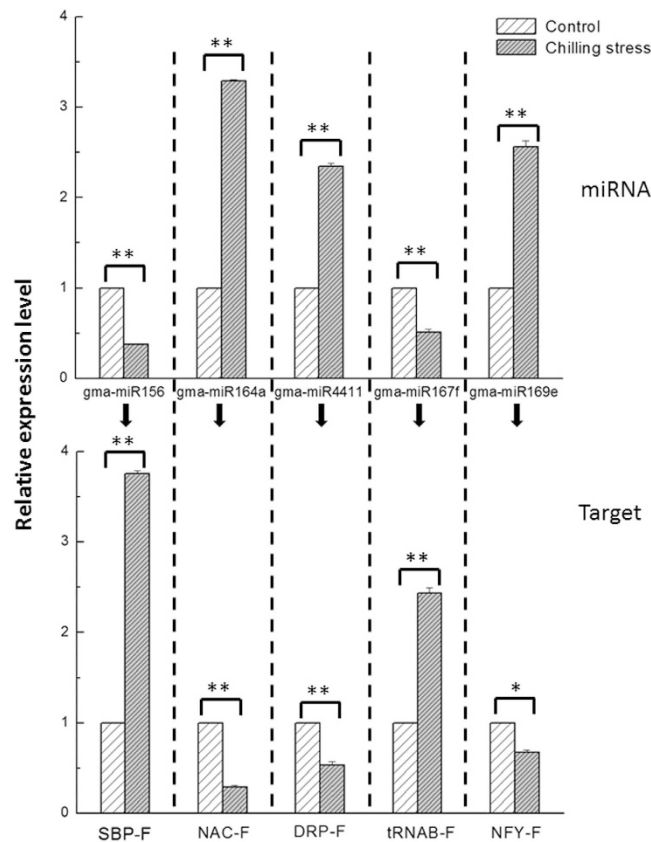 Control
Chilling stress
4
3
2
1
0
**
**
**
**
**
miRNA
Relative expression level
gma-miR156 gma-miR164a gma-miR4411 gma-miR167f gma-miR169e
4
3
2
1
0
**
**
**
**
*
Target
SBP-F NAC-F DRP-F tRNAB-F NFY-F